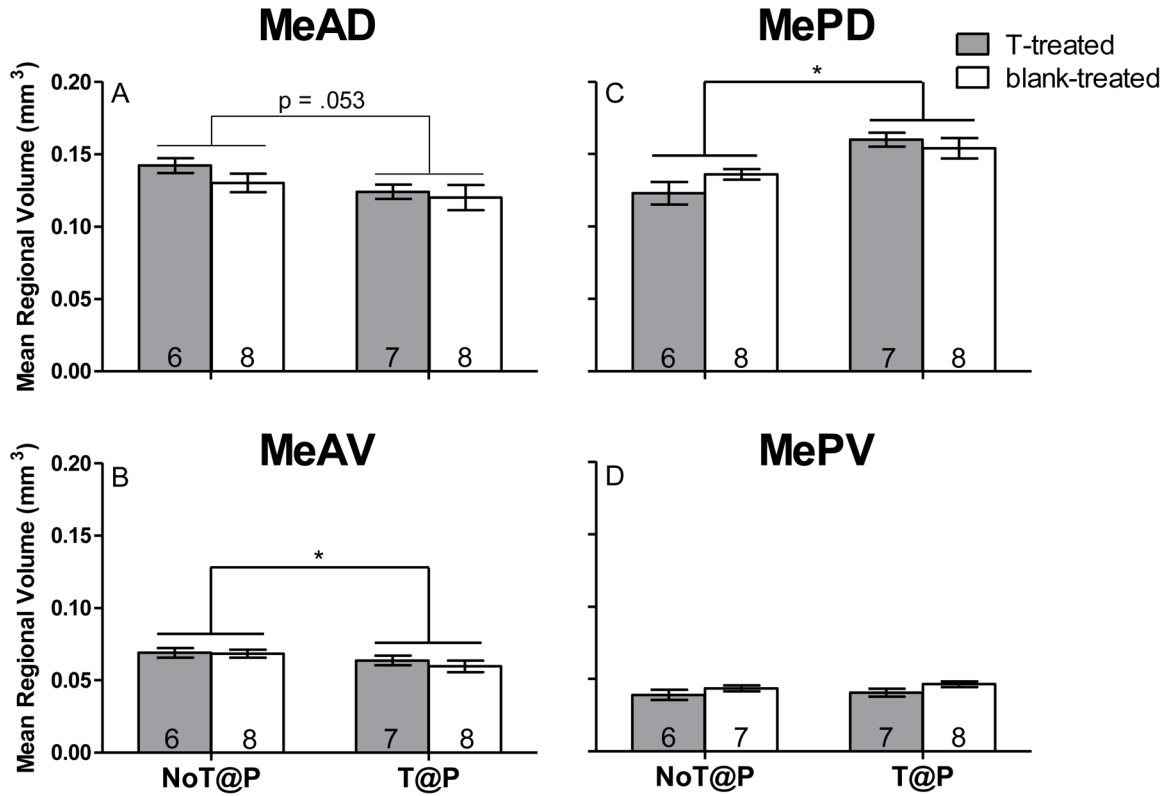 MeAD
MePD
T-treated
blank-treated
Mean Regional Volume (mm³)
0.20
0.15
0.10
0.05
0.00
A
p = .053
6
8
7
8
C
*
6
8
7
8
MeAV
MePV
Mean Regional Volume (mm³)
0.20
0.15
0.10
0.05
0.00
B
*
6
8
7
8
NoT@P
T@P
D
6
7
7
8
NoT@P
T@P